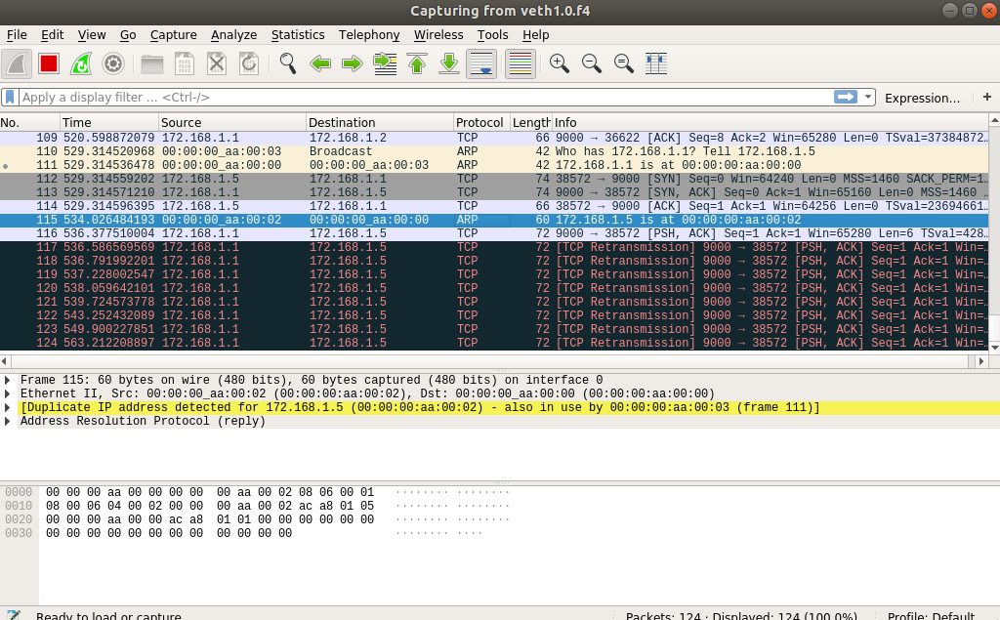 Capturing from veth1.0.f4
File Edit View Go Capture Analyze Statistics Telephony Wireless Tools Help
Apply a display filter ... <Ctrl-/> Expression... +
No. Time Source Destination Protocol Length Info
109 520.598872079 172.168.1.1 172.168.1.2 TCP 66 9000 → 36622 [ACK] Seq=8 Ack=2 Win=65280 Len=0 TSval=37384872…
110 529.314520968 00:00:00_aa:00:03 Broadcast ARP 42 Who has 172.168.1.1? Tell 172.168.1.5
111 529.314536478 00:00:00_aa:00:00 00:00:00_aa:00:03 ARP 42 172.168.1.1 is at 00:00:00:aa:00:00
112 529.314559202 172.168.1.5 172.168.1.1 TCP 74 38572 → 9000 [SYN] Seq=0 Win=64240 Len=0 MSS=1460 SACK_PERM=1…
113 529.314571210 172.168.1.1 172.168.1.5 TCP 74 9000 → 38572 [SYN, ACK] Seq=0 Ack=1 Win=65160 Len=0 MSS=1460 …
114 529.314596395 172.168.1.5 172.168.1.1 TCP 66 38572 → 9000 [ACK] Seq=1 Ack=1 Win=64256 Len=0 TSval=23694661…
115 534.026484193 00:00:00_aa:00:02 00:00:00_aa:00:00 ARP 60 172.168.1.5 is at 00:00:00:aa:00:02
116 536.377510004 172.168.1.1 172.168.1.5 TCP 72 9000 → 38572 [PSH, ACK] Seq=1 Ack=1 Win=65280 Len=6 TSval=428…
117 536.586569569 172.168.1.1 172.168.1.5 TCP 72 [TCP Retransmission] 9000 → 38572 [PSH, ACK] Seq=1 Ack=1 Win=…
118 536.791992201 172.168.1.1 172.168.1.5 TCP 72 [TCP Retransmission] 9000 → 38572 [PSH, ACK] Seq=1 Ack=1 Win=…
119 537.228002547 172.168.1.1 172.168.1.5 TCP 72 [TCP Retransmission] 9000 → 38572 [PSH, ACK] Seq=1 Ack=1 Win=…
120 538.059642101 172.168.1.1 172.168.1.5 TCP 72 [TCP Retransmission] 9000 → 38572 [PSH, ACK] Seq=1 Ack=1 Win=…
121 539.724573778 172.168.1.1 172.168.1.5 TCP 72 [TCP Retransmission] 9000 → 38572 [PSH, ACK] Seq=1 Ack=1 Win=…
122 543.252432089 172.168.1.1 172.168.1.5 TCP 72 [TCP Retransmission] 9000 → 38572 [PSH, ACK] Seq=1 Ack=1 Win=…
123 549.900227851 172.168.1.1 172.168.1.5 TCP 72 [TCP Retransmission] 9000 → 38572 [PSH, ACK] Seq=1 Ack=1 Win=…
124 563.212208897 172.168.1.1 172.168.1.5 TCP 72 [TCP Retransmission] 9000 → 38572 [PSH, ACK] Seq=1 Ack=1 Win=…
Frame 115: 60 bytes on wire (480 bits), 60 bytes captured (480 bits) on interface 0
Ethernet II, Src: 00:00:00_aa:00:02 (00:00:00:aa:00:02), Dst: 00:00:00_aa:00:00 (00:00:00:aa:00:00)
[Duplicate IP address detected for 172.168.1.5 (00:00:00:aa:00:02) - also in use by 00:00:00:aa:00:03 (frame 111)]
Address Resolution Protocol (reply)
0000 00 00 00 aa 00 00 00 00 00 aa 00 02 08 06 00 01 ········ ········
0010 08 00 06 04 00 02 00 00 00 aa 00 02 ac a8 01 05 ········ ········
0020 00 00 00 aa 00 00 ac a8 01 01 00 00 00 00 00 00 ········ ········
0030 00 00 00 00 00 00 00 00 00 00 00 00 ········ ····
Ready to load or capture Packets: 124 · Displayed: 124 (100.0%) Profile: Default